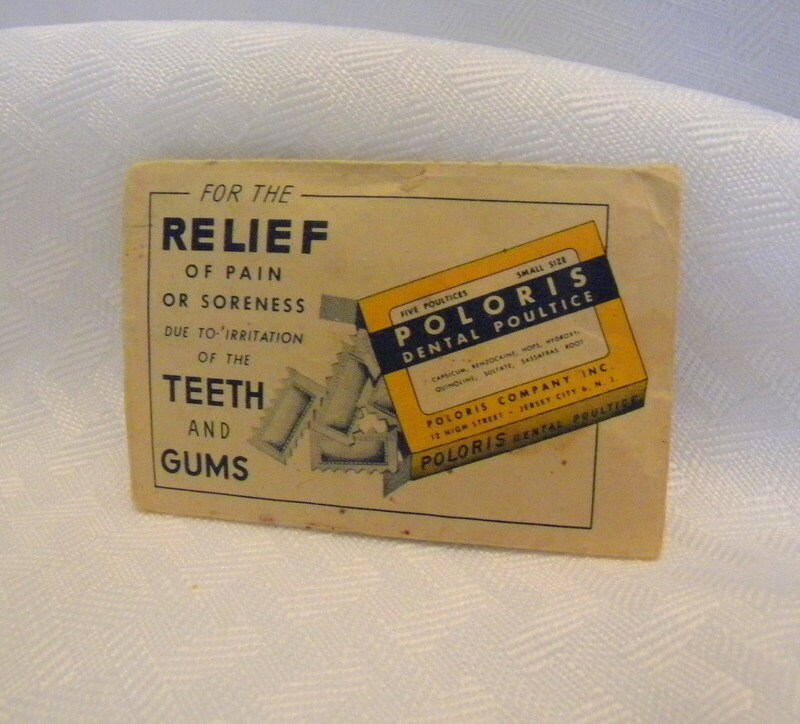 FOR THE
RELIEF
OF PAIN
OR SORENESS
DUE TO IRRITATION
OF THE
TEETH
AND
GUMS
FIVE POULTICES SMALL SIZE
POLORIS
DENTAL POULTICE
CAPSICUM, BENZOCAINE, HOPS, HYDROXY-
QUINOLINE, SULFATE, SASSAFRAS ROOT
POLORIS COMPANY INC.
12 HIGH STREET - JERSEY CITY 6, N. J.
POLORIS DENTAL POULTICE